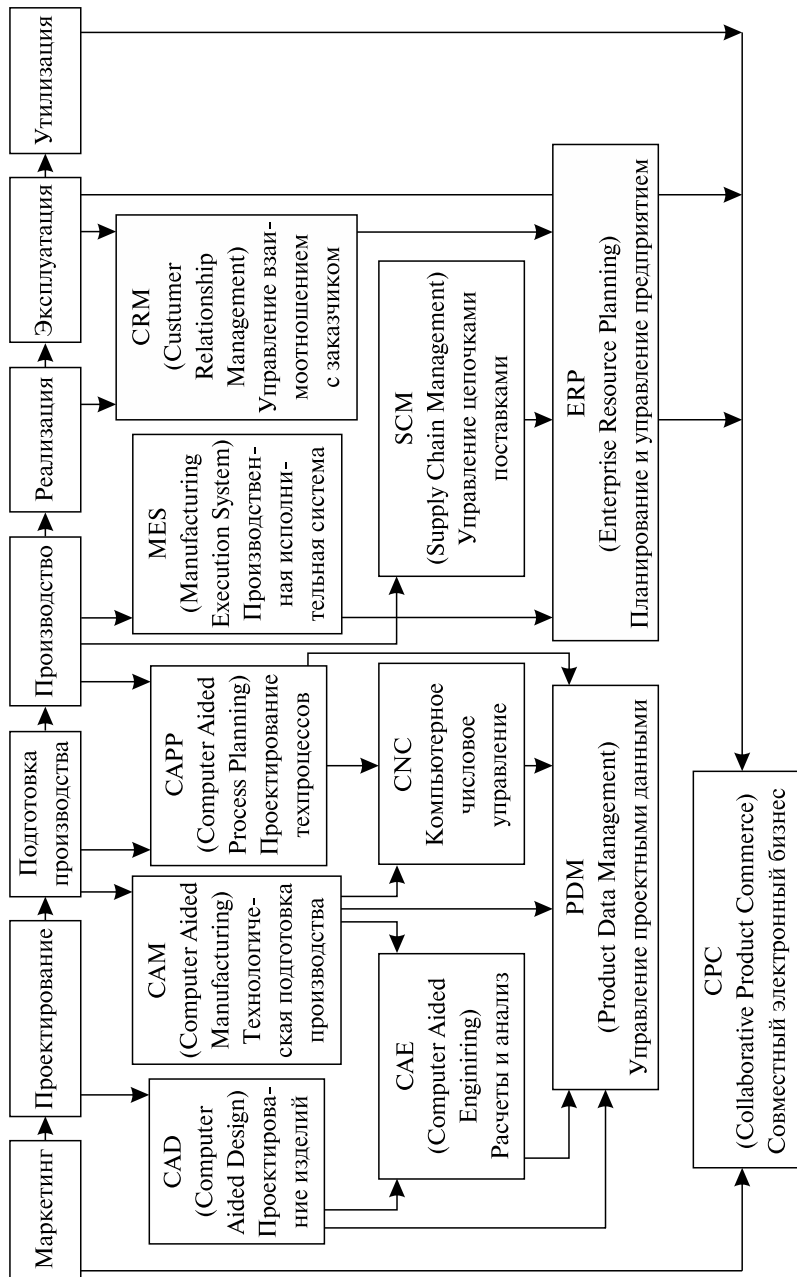 Маркетинг
Проектирование
Подготовка
производства
Производство
Реализация
Эксплуатация
Утилизация
CAD
(Computer
Aided Design)
Проектирова-
ние изделий
CAM
(Computer Aided
Manufacturing)
Технологиче-
ская подготовка
производства
CAPP
(Computer Aided
Process Planning)
Проектирование
техпроцессов
MES
(Manufacturing
Execution System)
Производствен-
ная исполни-
тельная система
CRM
(Custumer
Relationship
Management)
Управление взаи-
моотношением
с заказчиком
CAE
(Computer Aided
Enginiring)
Расчеты и анализ
CNC
Компьютерное
числовое
управление
SCM
(Supply Chain Management)
Управление цепочками
поставками
PDM
(Product Data Management)
Управление проектными данными
ERP
(Enterprise Resource Planning)
Планирование и управление предприятием
CPC
(Collaborative Product Commerce)
Совместный электронный бизнес